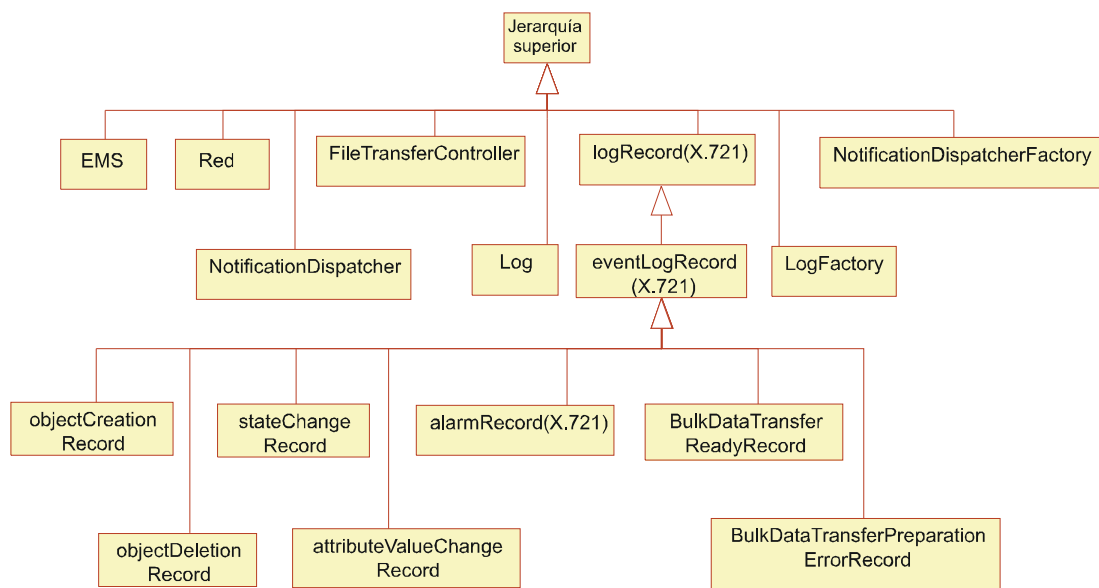 Jerarquía
superior
EMS
Red
FileTransferController
logRecord(X.721)
NotificationDispatcherFactory
NotificationDispatcher
Log
eventLogRecord
(X.721)
LogFactory
objectCreation
Record
stateChange
Record
alarmRecord(X.721)
BulkDataTransfer
ReadyRecord
objectDeletion
Record
attributeValueChange
Record
BulkDataTransferPreparation
ErrorRecord